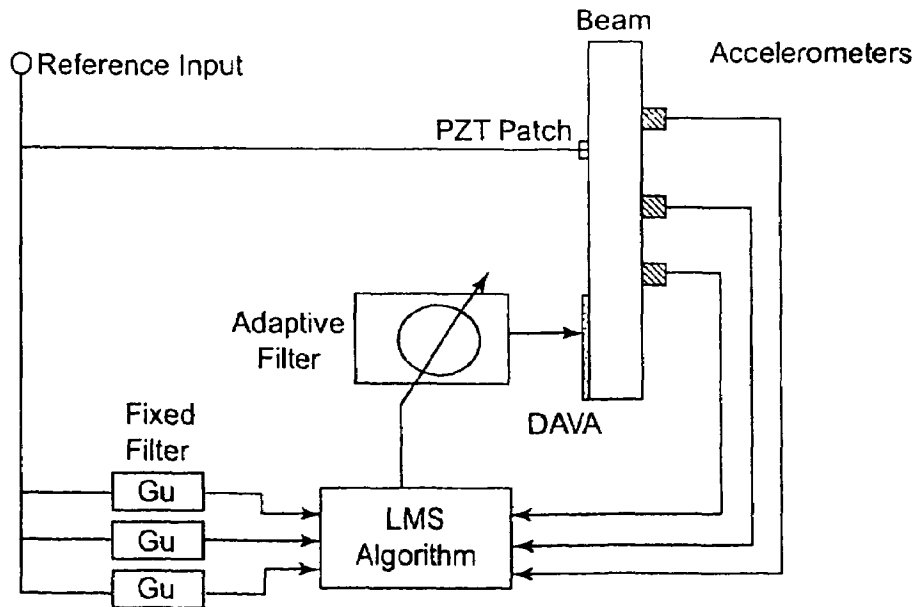 Beam
Reference Input
Accelerometers
PZT Patch
Adaptive
Filter
DAVA
Fixed
Filter
Gu
Gu
Gu
LMS
Algorithm